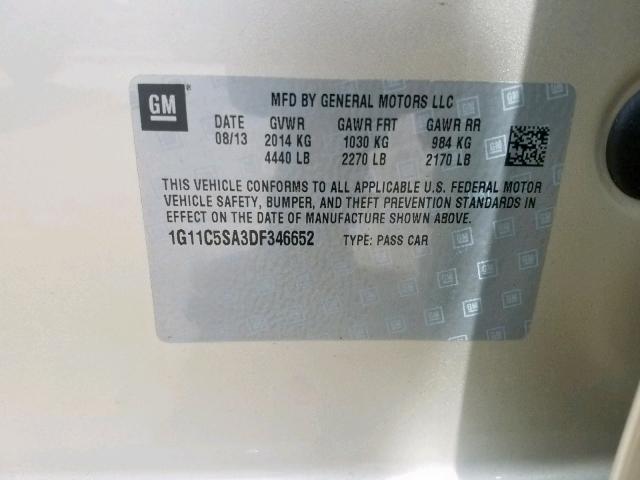 GM
MFD BY GENERAL MOTORS LLC
DATE GVWR GAWR FRT GAWR RR
08/13 2014 KG 1030 KG 984 KG
4440 LB 2270 LB 2170 LB
THIS VEHICLE CONFORMS TO ALL APPLICABLE U.S. FEDERAL MOTOR
VEHICLE SAFETY, BUMPER, AND THEFT PREVENTION STANDARDS IN
EFFECT ON THE DATE OF MANUFACTURE SHOWN ABOVE.
1G11C5SA3DF346652 TYPE: PASS CAR